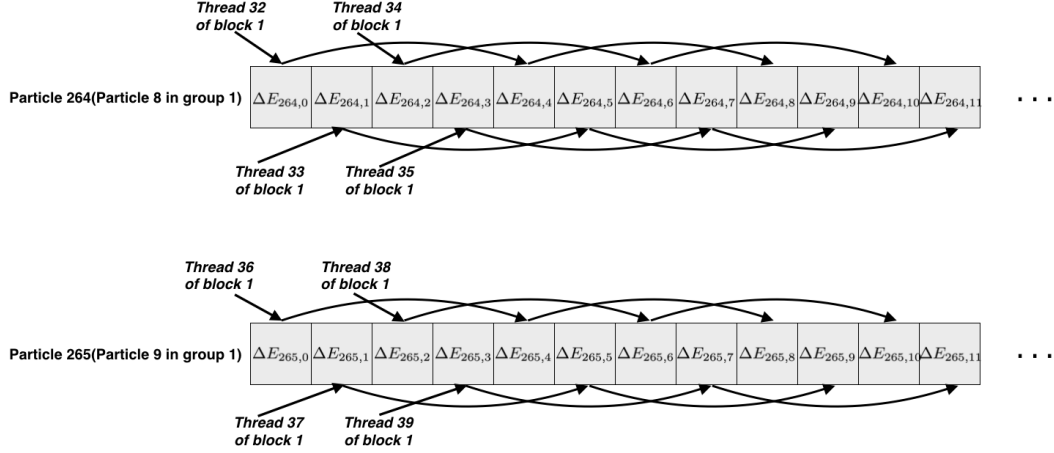 Thread 32
of block 1
Thread 34
of block 1
Particle 264(Particle 8 in group 1)
ΔE₂₆₄,₀ ΔE₂₆₄,₁ ΔE₂₆₄,₂ ΔE₂₆₄,₃ ΔE₂₆₄,₄ ΔE₂₆₄,₅ ΔE₂₆₄,₆ ΔE₂₆₄,₇ ΔE₂₆₄,₈ ΔE₂₆₄,₉ ΔE₂₆₄,₁₀ ΔE₂₆₄,₁₁ . . .
Thread 33
of block 1
Thread 35
of block 1
Thread 36
of block 1
Thread 38
of block 1
Particle 265(Particle 9 in group 1)
ΔE₂₆₅,₀ ΔE₂₆₅,₁ ΔE₂₆₅,₂ ΔE₂₆₅,₃ ΔE₂₆₅,₄ ΔE₂₆₅,₅ ΔE₂₆₅,₆ ΔE₂₆₅,₇ ΔE₂₆₅,₈ ΔE₂₆₅,₉ ΔE₂₆₅,₁₀ ΔE₂₆₅,₁₁ . . .
Thread 37
of block 1
Thread 39
of block 1